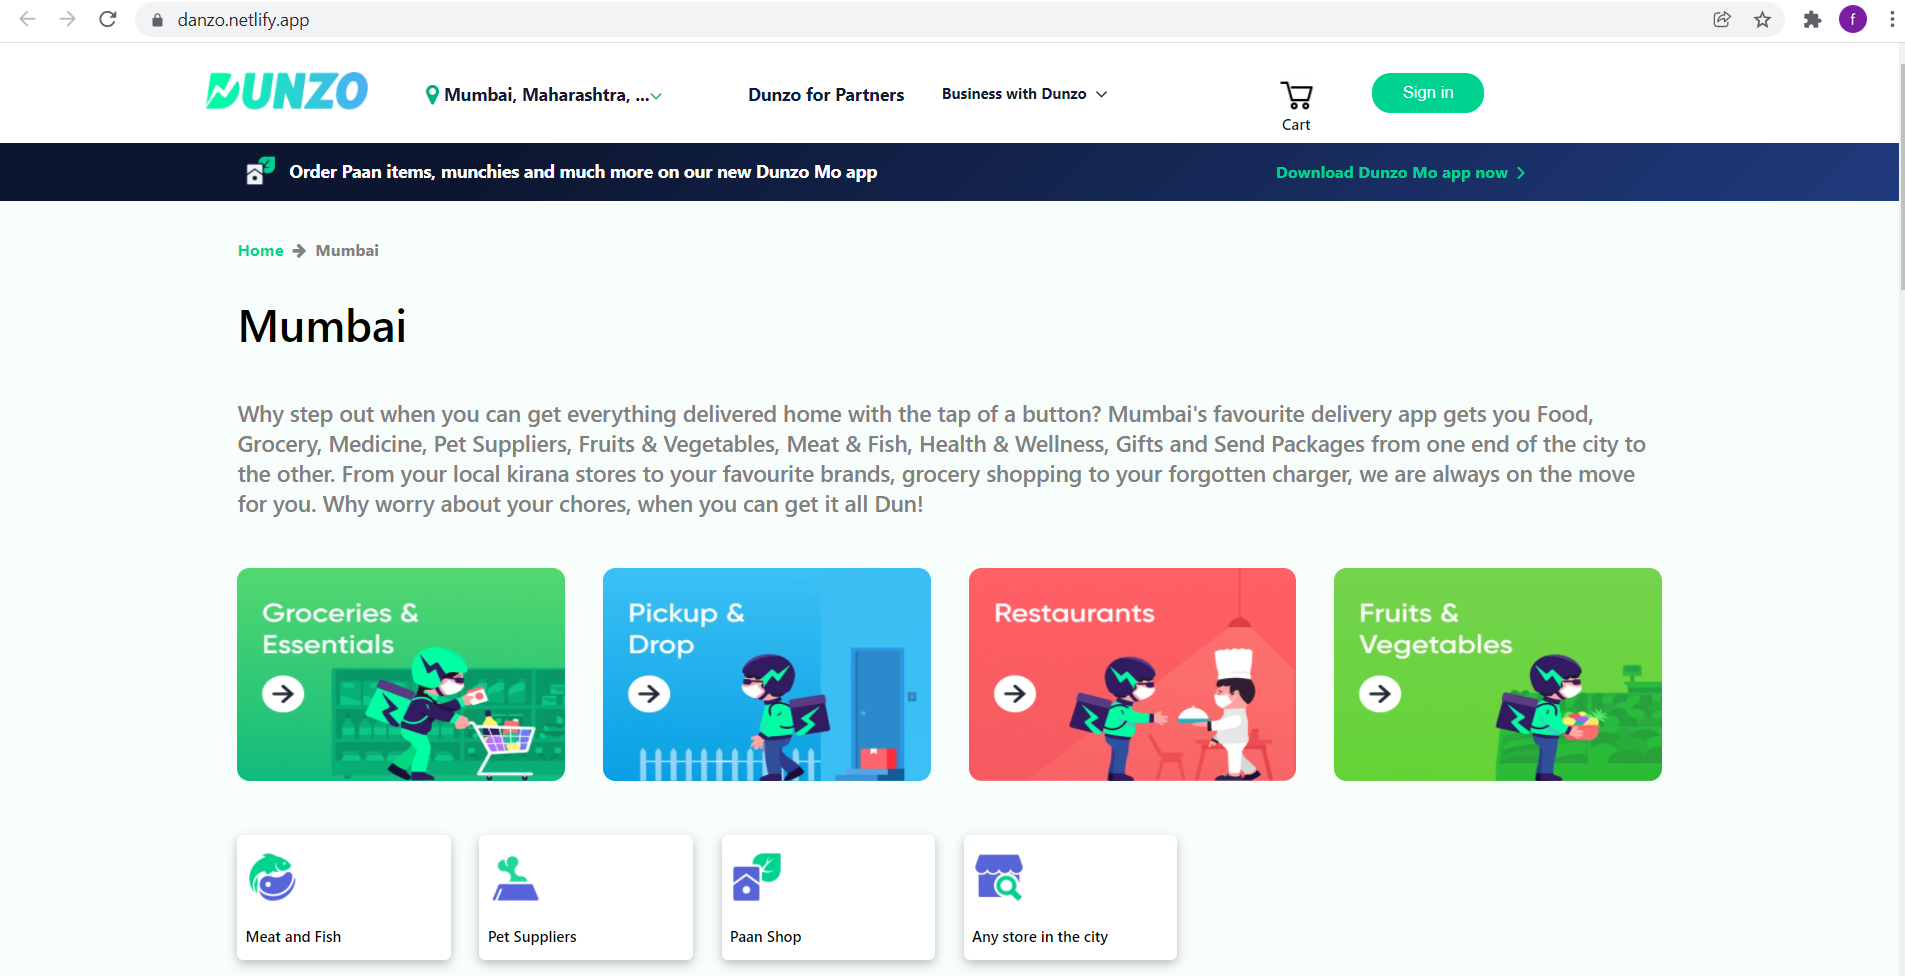 danzo.netlify.app
f
DUNZO
Mumbai, Maharashtra, ...
Dunzo for Partners
Business with Dunzo
Cart
Sign in
Order Paan items, munchies and much more on our new Dunzo Mo app
Download Dunzo Mo app now
Home
Mumbai
Mumbai
Why step out when you can get everything delivered home with the tap of a button? Mumbai's favourite delivery app gets you Food,
Grocery, Medicine, Pet Suppliers, Fruits & Vegetables, Meat & Fish, Health & Wellness, Gifts and Send Packages from one end of the city to
the other. From your local kirana stores to your favourite brands, grocery shopping to your forgotten charger, we are always on the move
for you. Why worry about your chores, when you can get it all Dun!
Groceries &
Essentials
Pickup &
Drop
Restaurants
Fruits &
Vegetables
Meat and Fish
Pet Suppliers
Paan Shop
Any store in the city